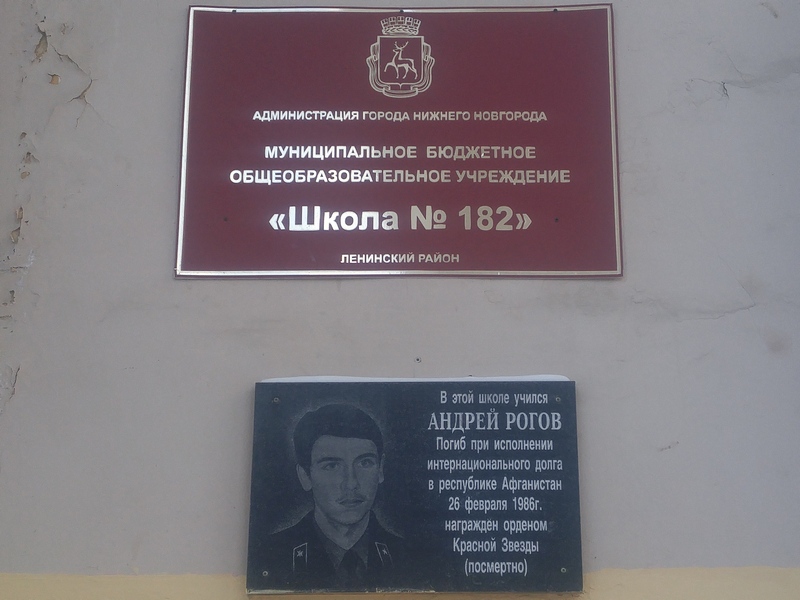 АДМИНИСТРАЦИЯ ГОРОДА НИЖНЕГО НОВГОРОДА
МУНИЦИПАЛЬНОЕ БЮДЖЕТНОЕ
ОБЩЕОБРАЗОВАТЕЛЬНОЕ УЧРЕЖДЕНИЕ
«Школа № 182»
ЛЕНИНСКИЙ РАЙОН
В этой школе учился
АНДРЕЙ РОГОВ
Погиб при исполнении
интернационального долга
в республике Афганистан
26 февраля 1986г.
награжден орденом
Красной Звезды
(посмертно)